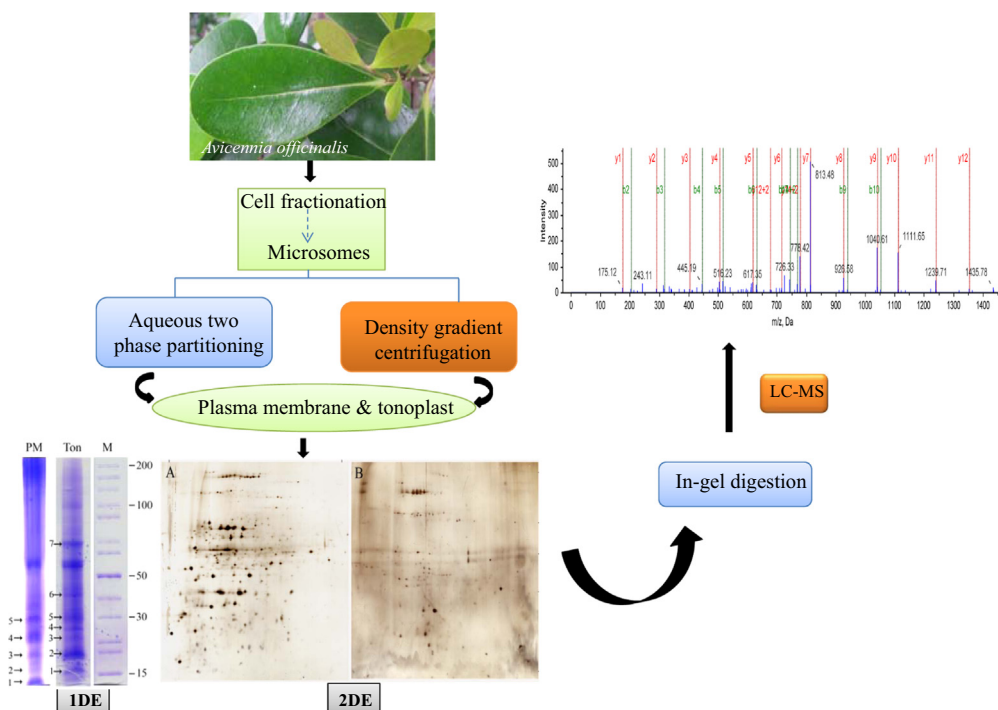 Avicennia officinalis
Cell fractionation
Microsomes
Aqueous two
phase partitioning
Density gradient
centrifugation
Plasma membrane & tonoplast
PM Ton M
200
100
50
30
15
7
6
5
4
3
2
1
5
4
3
2
1
1DE
A
B
2DE
In-gel digestion
LC-MS
Intensity
500
400
300
200
100
0
y1 y2 y3 y4 y5 y6 y7 y8 y9 y10 y11 y12
b2 b3 b4 b5 b9 b10
175.12 243.11 445.19 516.23 617.35 726.33 778.42 813.48 926.58 1040.61 1111.65 1239.71 1435.78
0 100 200 300 400 500 600 700 800 900 1000 1100 1200 1300 1400
m/z, Da